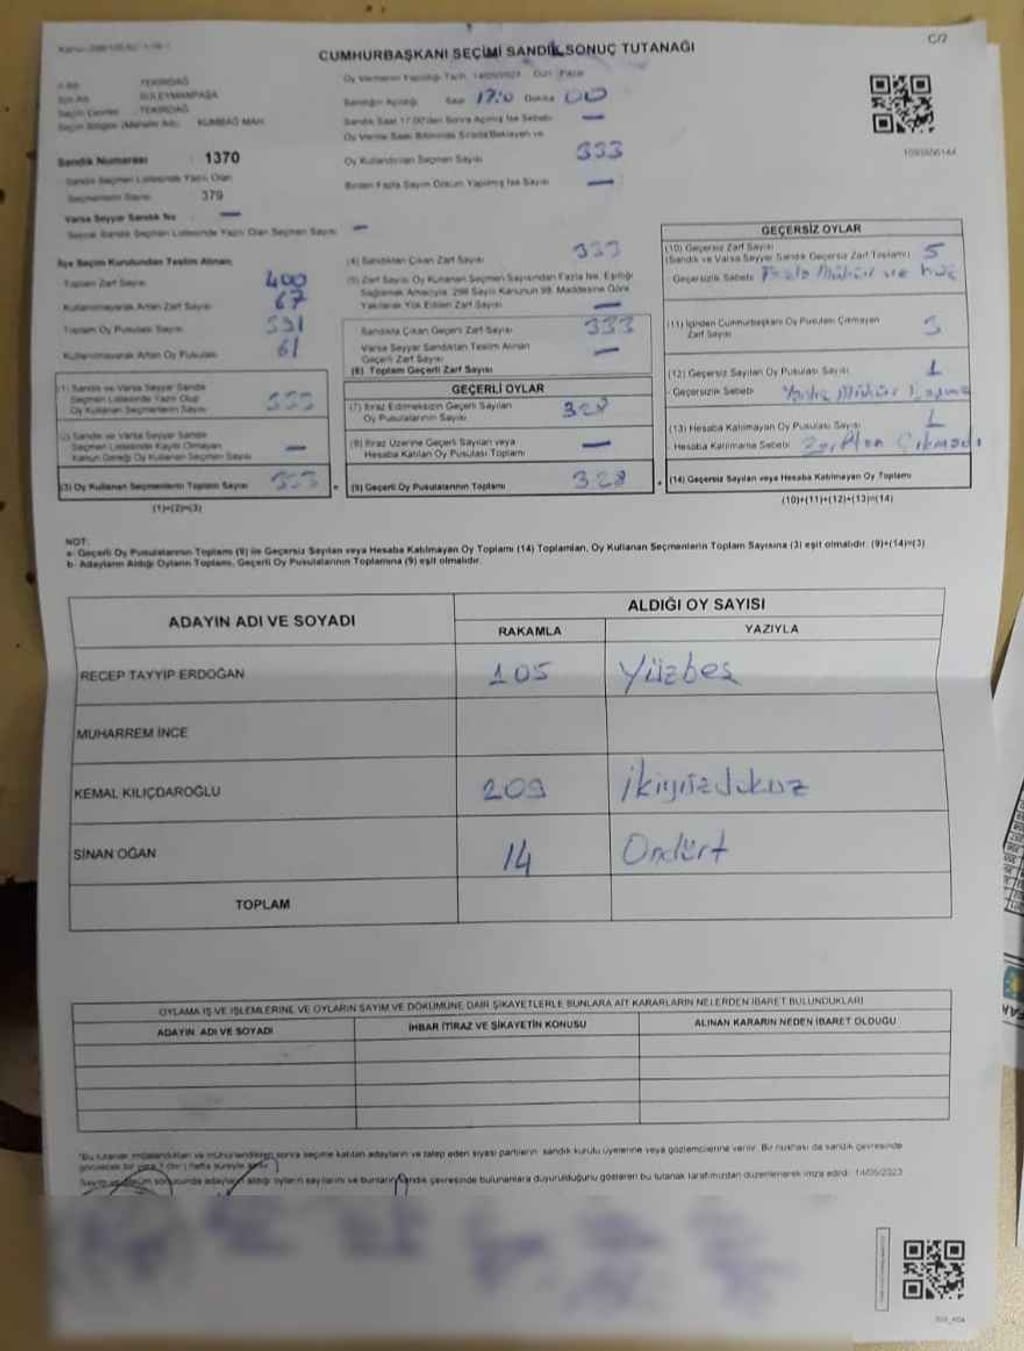 CUMHURBAŞKANI SEÇİMİ SANDIK SONUÇ TUTANAĞI
C/2
İl Adı TEKİRDAĞ
İlçe Adı SÜLEYMANPAŞA
Seçim Çevresi TEKİRDAĞ
Seçim Bölgesi (Mahalle Adı) KUMBAĞ MAH.
Sandık Numarası 1370
Sandık Seçmen Listesinde Yazılı Olan
Seçmenlerin Sayısı 379
Varsa Seyyar Sandık No —
Seyyar Sandık Seçmen Listesinde Yazılı Olan Seçmen Sayısı —
Oy Vermenin Yapıldığı Tarih 14/05/2023 Gün Pazar
Sandığın Açıldığı Saat 17:0 Dakika 00
Sandık Saat 17.00'den Sonra Açılmış İse Sebebi —
Oy Verme Saati Bitiminde Sırada Bekleyen ve
Oy Kullandırılan Seçmen Sayısı 333
Birden Fazla Sayım Döküm Yapılmış İse Sayısı —
İlçe Seçim Kurulundan Teslim Alınan
Toplam Zarf Sayısı 400
Kullanılmayarak Artan Zarf Sayısı 67
Toplam Oy Pusulası Sayısı 391
Kullanılmayarak Artan Oy Pusulası 61
(1) Sandık ve Varsa Seyyar Sandık
Seçmen Listesinde Yazılı Olup
Oy Kullanan Seçmenlerin Sayısı 333
(2) Sandık ve Varsa Seyyar Sandık
Seçmen Listesinde Kaydı Olmayan
Kanun Gereği Oy Kullanan Seçmen Sayısı —
(3) Oy Kullanan Seçmenlerin Toplam Sayısı 333
(1)+(2)=(3)
(4) Sandıktan Çıkan Zarf Sayısı 333
(5) Zarf Sayısı, Oy Kullanan Seçmen Sayısından Fazla İse, Eşitliği
Sağlamak Amacıyla, 298 Sayılı Kanunun 98. Maddesine Göre
Yakılarak Yok Edilen Zarf Sayısı —
Sandıkta Çıkan Geçerli Zarf Sayısı 333
Varsa Seyyar Sandıktan Teslim Alınan
Geçerli Zarf Sayısı —
(6) Toplam Geçerli Zarf Sayısı
GEÇERLİ OYLAR
(7) İtiraz Edilmeksizin Geçerli Sayılan
Oy Pusulalarının Sayısı 328
(8) İtiraz Üzerine Geçerli Sayılan veya
Hesaba Katılan Oy Pusulası Toplamı —
(9) Geçerli Oy Pusulalarının Toplamı 328
GEÇERSİZ OYLAR
(10) Geçersiz Zarf Sayısı
(Sandık ve Varsa Seyyar Sandık Geçersiz Zarf Toplamı) 5
Geçersizlik Sebebi Fazla Mühür ve
(11) İçinden Cumhurbaşkanı Oy Pusulası Çıkmayan
Zarf Sayısı 3
(12) Geçersiz Sayılan Oy Pusulası Sayısı 1
Geçersizlik Sebebi Mühür
(13) Hesaba Katılmayan Oy Pusulası Sayısı 1
Hesaba Katılmama Sebebi Zarftan Çıkmadı
(14) Geçersiz Sayılan veya Hesaba Katılmayan Oy Toplamı
(10)+(11)+(12)+(13)=(14)
NOT:
a- Geçerli Oy Pusulalarının Toplamı (9) ile Geçersiz Sayılan veya Hesaba Katılmayan Oy Toplamı (14) Toplamları, Oy Kullanan Seçmenlerin Toplam Sayısına (3) eşit olmalıdır. (9)+(14)=(3)
b- Adayların Aldığı Oyların Toplamı, Geçerli Oy Pusulalarının Toplamına (9) eşit olmalıdır.
ADAYIN ADI VE SOYADI
ALDIĞI OY SAYISI
RAKAMLA YAZIYLA
RECEP TAYYİP ERDOĞAN 105 Yüzbeş
MUHARREM İNCE
KEMAL KILIÇDAROĞLU 209 ikiyüzdokuz
SİNAN OĞAN 14 Ondört
TOPLAM
OYLAMA İŞ VE İŞLEMLERİNE VE OYLARIN SAYIM VE DÖKÜMÜNE DAİR ŞİKAYETLERLE BUNLARA AİT KARARLARIN NELERDEN İBARET BULUNDUKLARI
ADAYIN ADI VE SOYADI İHBAR İTİRAZ VE ŞİKAYETİN KONUSU ALINAN KARARIN NEDEN İBARET OLDUĞU
"Bu tutanak imzalandıktan ve mühürlendikten sonra seçime katılan adayların ve talep eden siyasi partilerin sandık kurulu üyelerine veya gözlemcilerine verilir. Bir nüshası da sandık çevresinde
görülecek bir yere 1 (bir) hafta süreyle asılır."
Sayım ve döküm sonucunda adayların aldığı oyların sayılarını ve bunların sandık çevresinde bulunanlara duyurulduğunu gösteren bu tutanak tarafımızdan düzenlenerek imza edildi. 14/05/2023